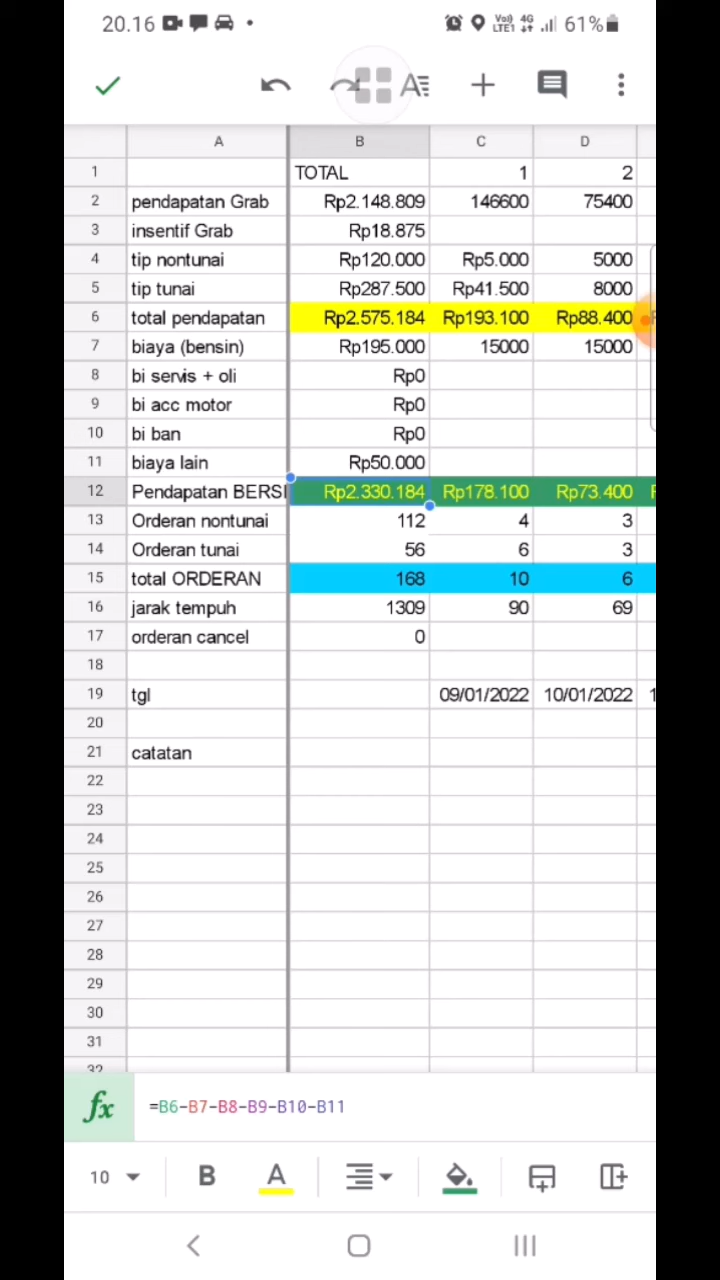 20.16 61%
Vo)) LTE1 4G
A B C D
1 TOTAL 1 2
2 pendapatan Grab Rp2.148.809 146600 75400
3 insentif Grab Rp18.875
4 tip nontunai Rp120.000 Rp5.000 5000
5 tip tunai Rp287.500 Rp41.500 8000
6 total pendapatan Rp2.575.184 Rp193.100 Rp88.400
7 biaya (bensin) Rp195.000 15000 15000
8 bi servis + oli Rp0
9 bi acc motor Rp0
10 bi ban Rp0
11 biaya lain Rp50.000
12 Pendapatan BERSI Rp2.330.184 Rp178.100 Rp73.400
13 Orderan nontunai 112 4 3
14 Orderan tunai 56 6 3
15 total ORDERAN 168 10 6
16 jarak tempuh 1309 90 69
17 orderan cancel 0
18
19 tgl 09/01/2022 10/01/2022 1
20
21 catatan
22
23
24
25
26
27
28
29
30
31
32
fx =B6-B7-B8-B9-B10-B11
10 B A